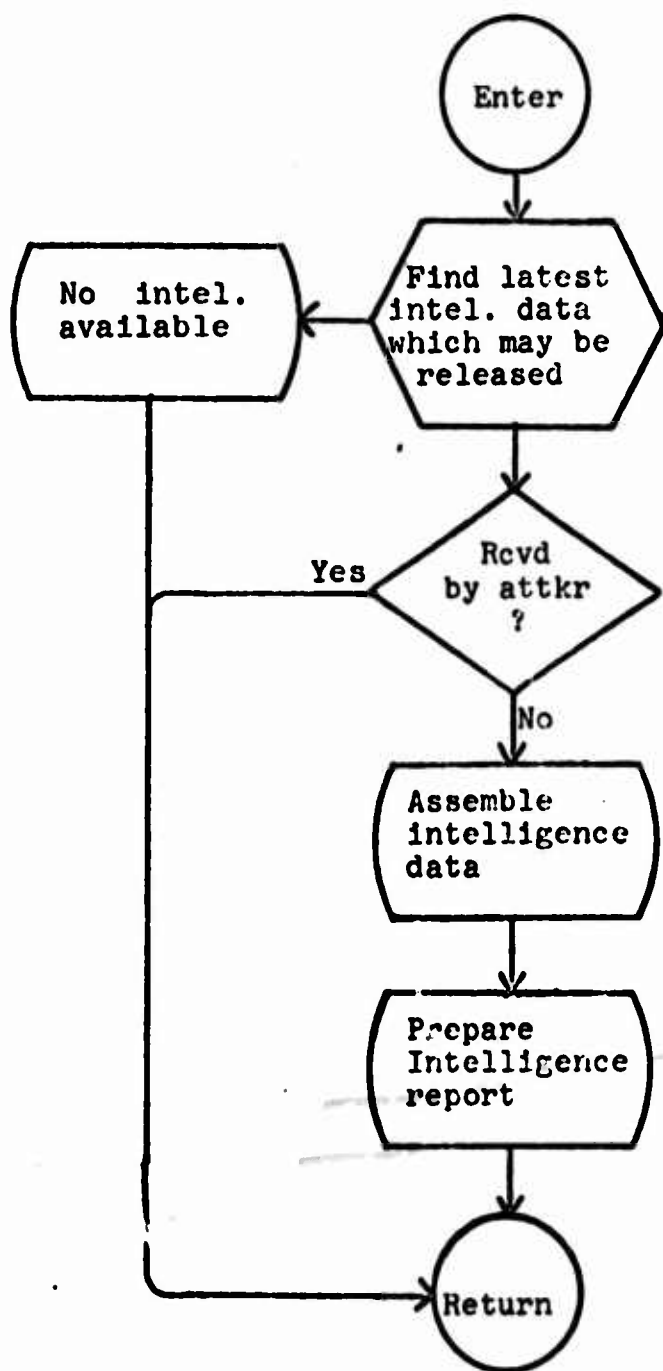 Enter
Find latest
intel. data
which may be
released
No intel.
available
Rcvd
by attkr
?
Yes
No
Assemble
intelligence
data
Prepare
Intelligence
report
Return